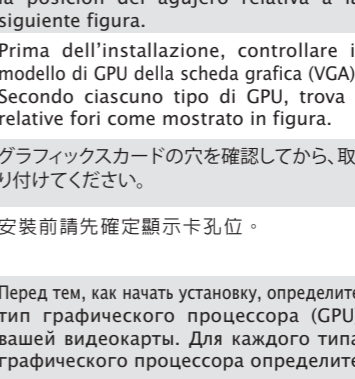 la posición del agujero relativa a la
siguiente figura.
Prima dell'installazione, controllare i
modello di GPU della scheda grafica (VGA)
Secondo ciascuno tipo di GPU, trova
relative fori come mostrato in figura.
グラフィックスカードの穴を確認してから、取
り付けてください。
安裝前請先確定顯示卡孔位。
Перед тем, как начать установку, определите
тип графического процессора (GPU
вашей видеокарты. Для каждого типа
графического процессора определите